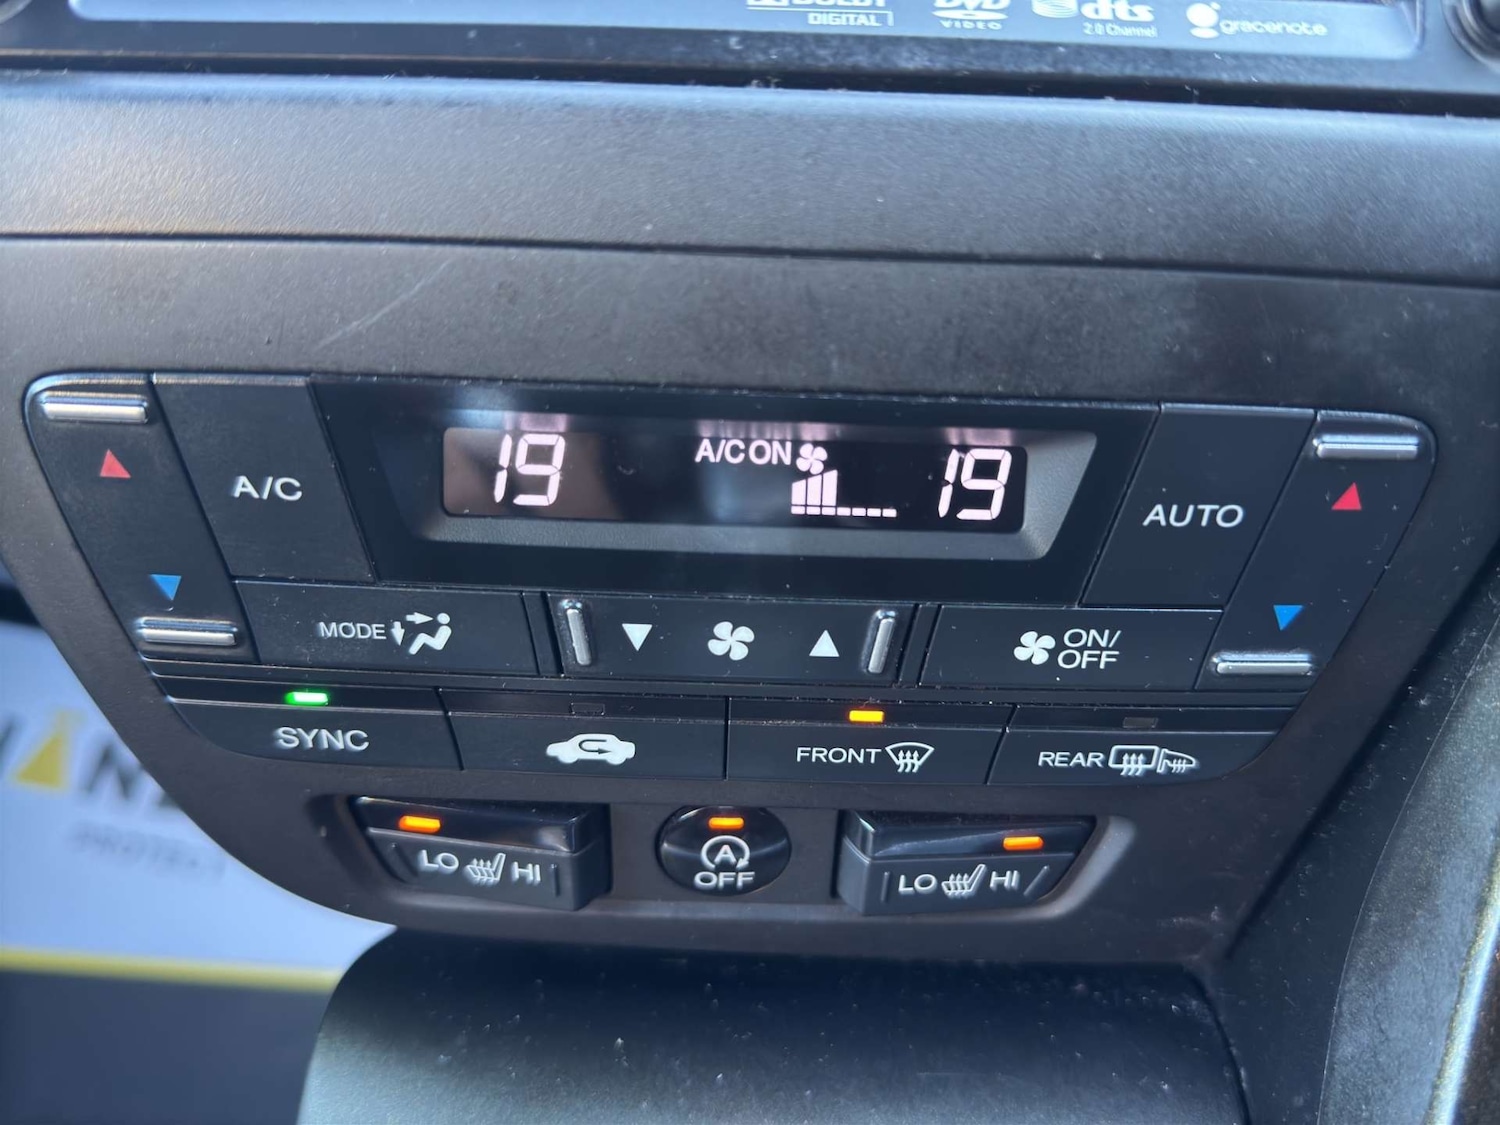 DIGITAL
DVD
VIDEO
dts
2.0 Channel
gracenote
A/C
19
A/C ON
19
AUTO
MODE
ON/
OFF
SYNC
FRONT
REAR
LO HI
A
OFF
LO HI